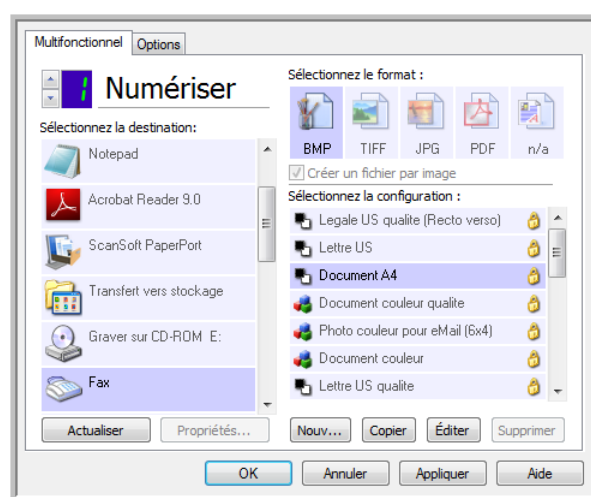 Multifonctionnel Options
1 Numériser
Sélectionnez la destination:
Notepad
Acrobat Reader 9.0
ScanSoft PaperPort
Transfert vers stockage
Graver sur CD-ROM E:
Fax
Actualiser Propriétés...
Sélectionnez le format :
BMP TIFF JPG PDF n/a
Créer un fichier par image
Sélectionnez la configuration :
Legale US qualite (Recto verso)
Lettre US
Document A4
Document couleur qualite
Photo couleur pour eMail (6x4)
Document couleur
Lettre US qualite
Nouv... Copier Éditer Supprimer
OK Annuler Appliquer Aide